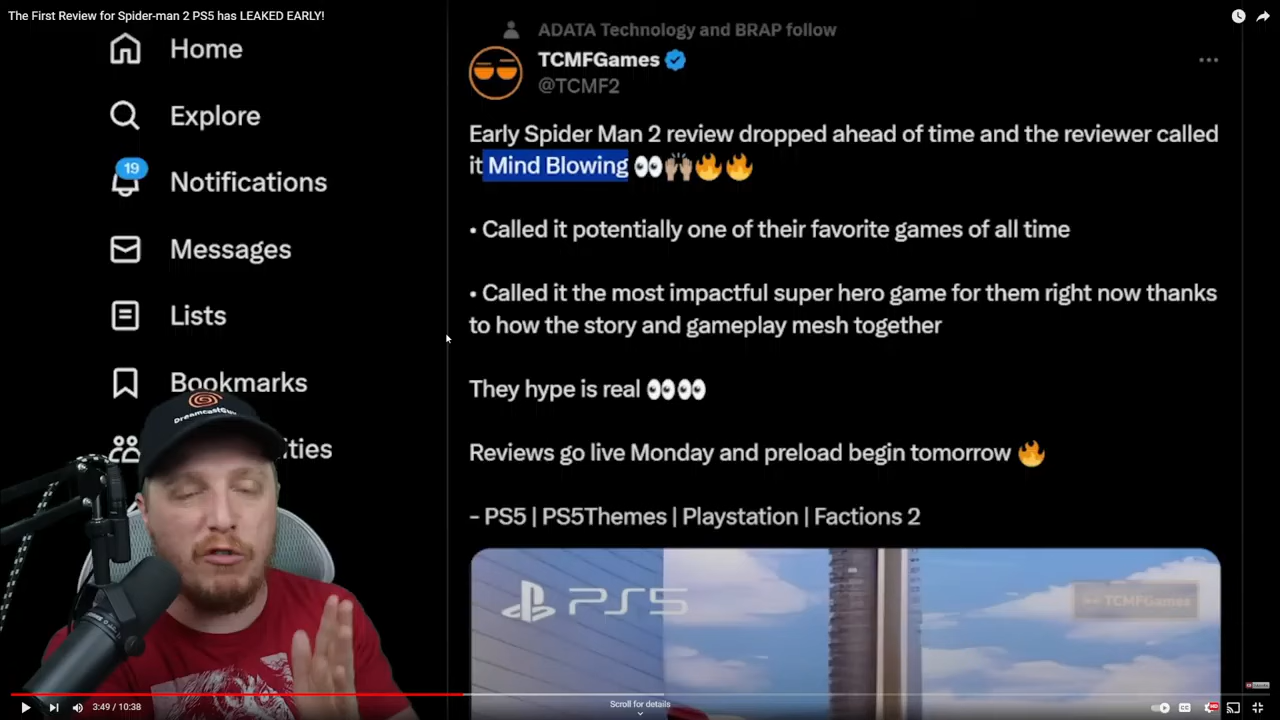 The First Review for Spider-man 2 PS5 has LEAKED EARLY!
Home
Explore
19
Notifications
Messages
Lists
Bookmarks
ities
DreamcastGuy
ADATA Technology and BRAP follow
TCMFGames
@TCMF2
Early Spider Man 2 review dropped ahead of time and the reviewer called
it Mind Blowing 👀🙌🏼🔥🔥
• Called it potentially one of their favorite games of all time
• Called it the most impactful super hero game for them right now thanks
to how the story and gameplay mesh together
They hype is real 👀👀
Reviews go live Monday and preload begin tomorrow 🔥
- PS5 | PS5Themes | Playstation | Factions 2
PS5
TCMFGames
3:49 / 10:38
Scroll for details
CC
HD